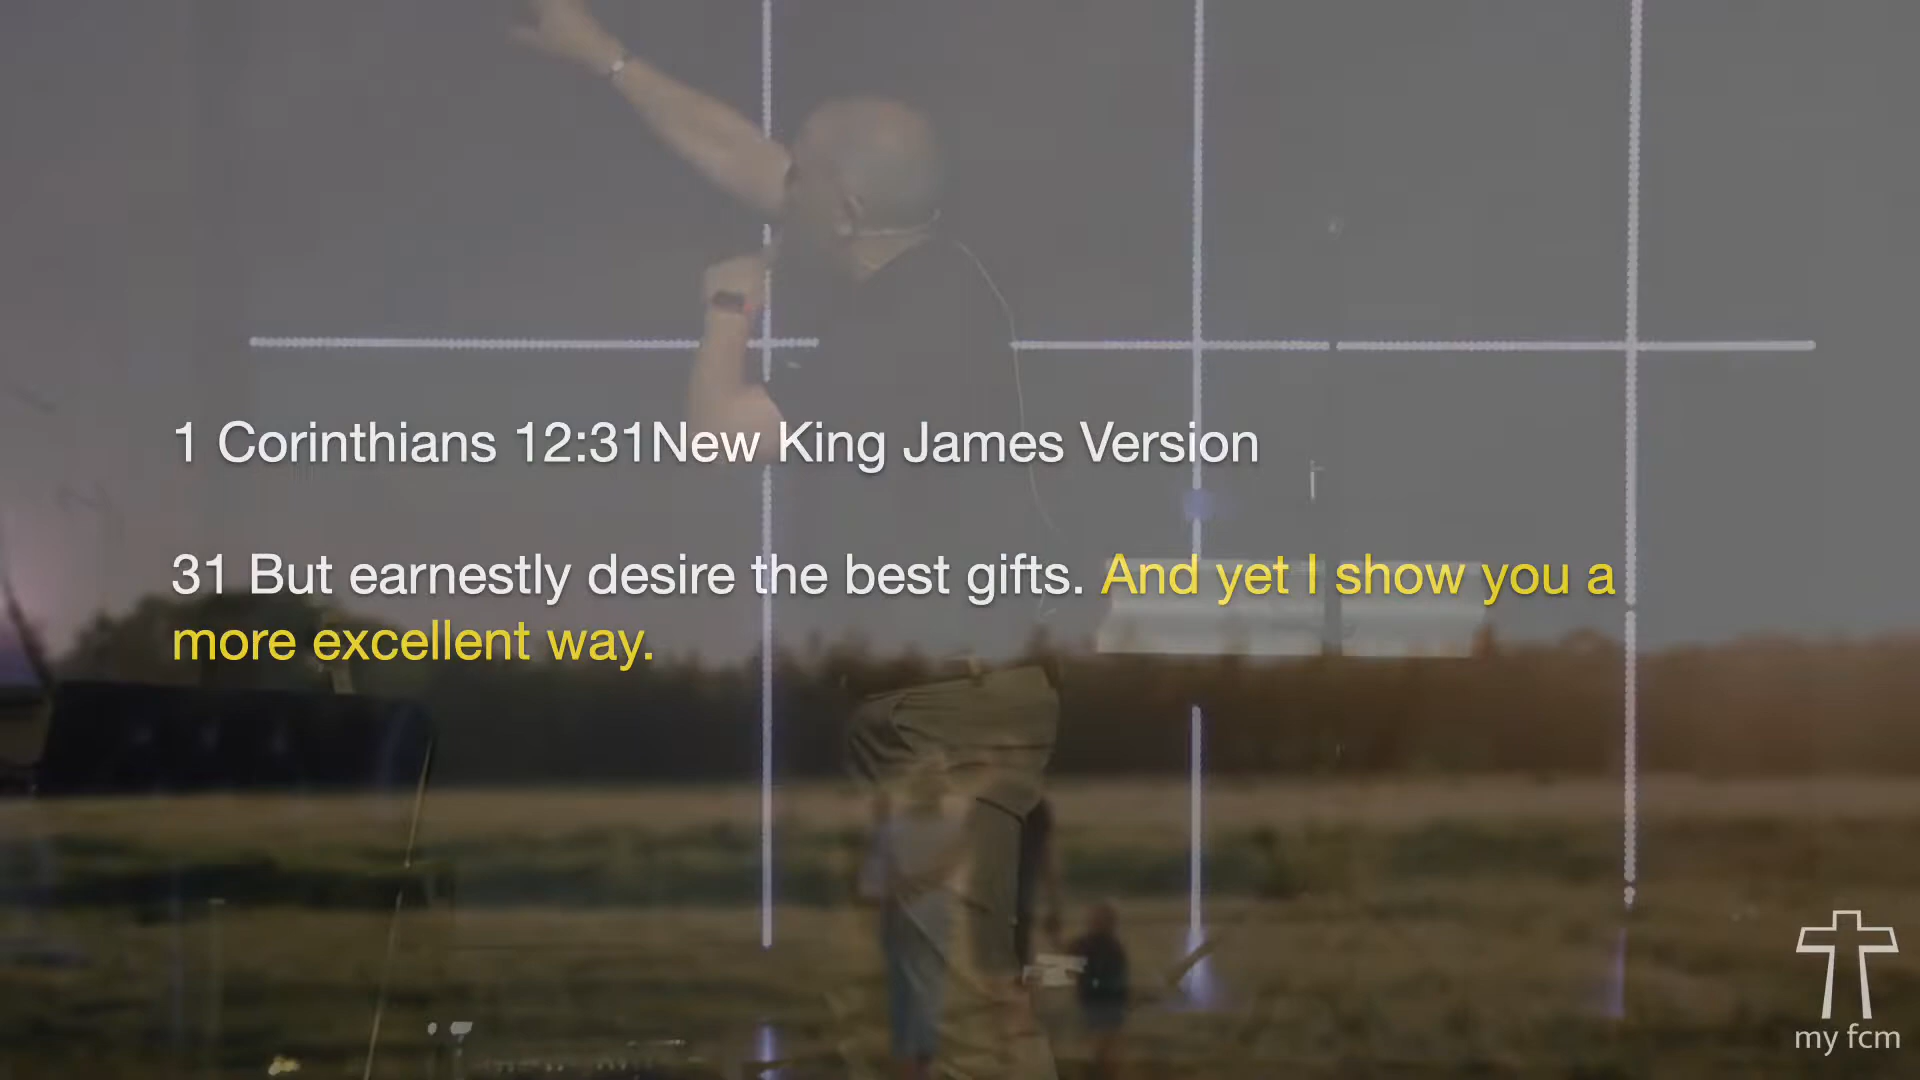 1 Corinthians 12:31New King James Version
31 But earnestly desire the best gifts. And yet I show you a
more excellent way.
my fcm